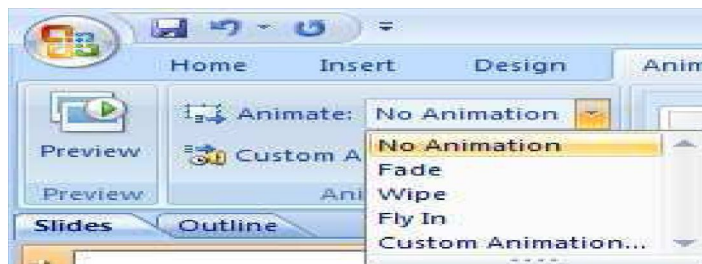 Home Insert Design Anim
Animate: No Animation
Preview Custom A No Animation
Fade
Preview Ani Wipe
Slides Outline Fly In
Custom Animation...